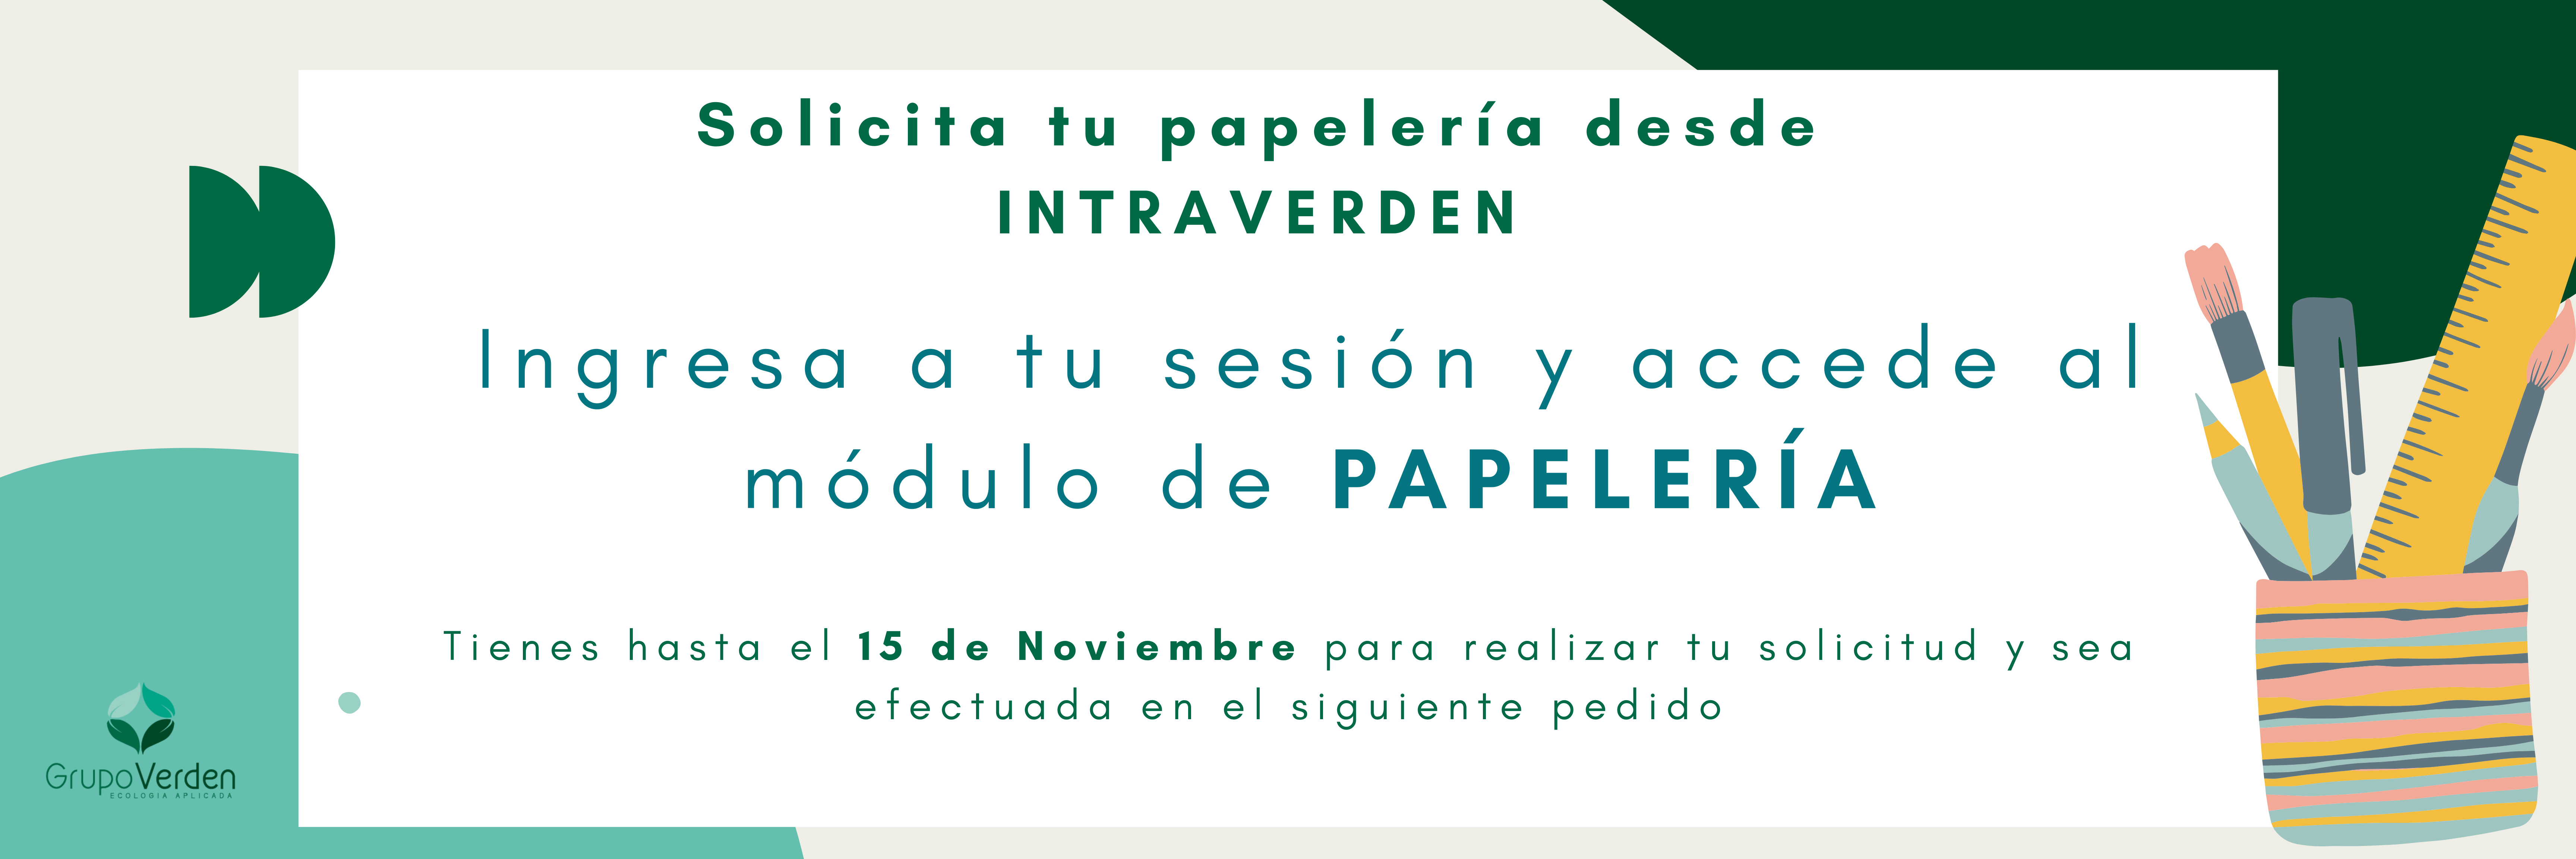 Solicita tu papelería desde
INTRAVERDEN
Ingresa a tu sesión y accede al
módulo de PAPELERÍA
Tienes hasta el 15 de Noviembre para realizar tu solicitud y sea
efectuada en el siguiente pedido
GrupoVerden
ECOLOGIA APLICADA